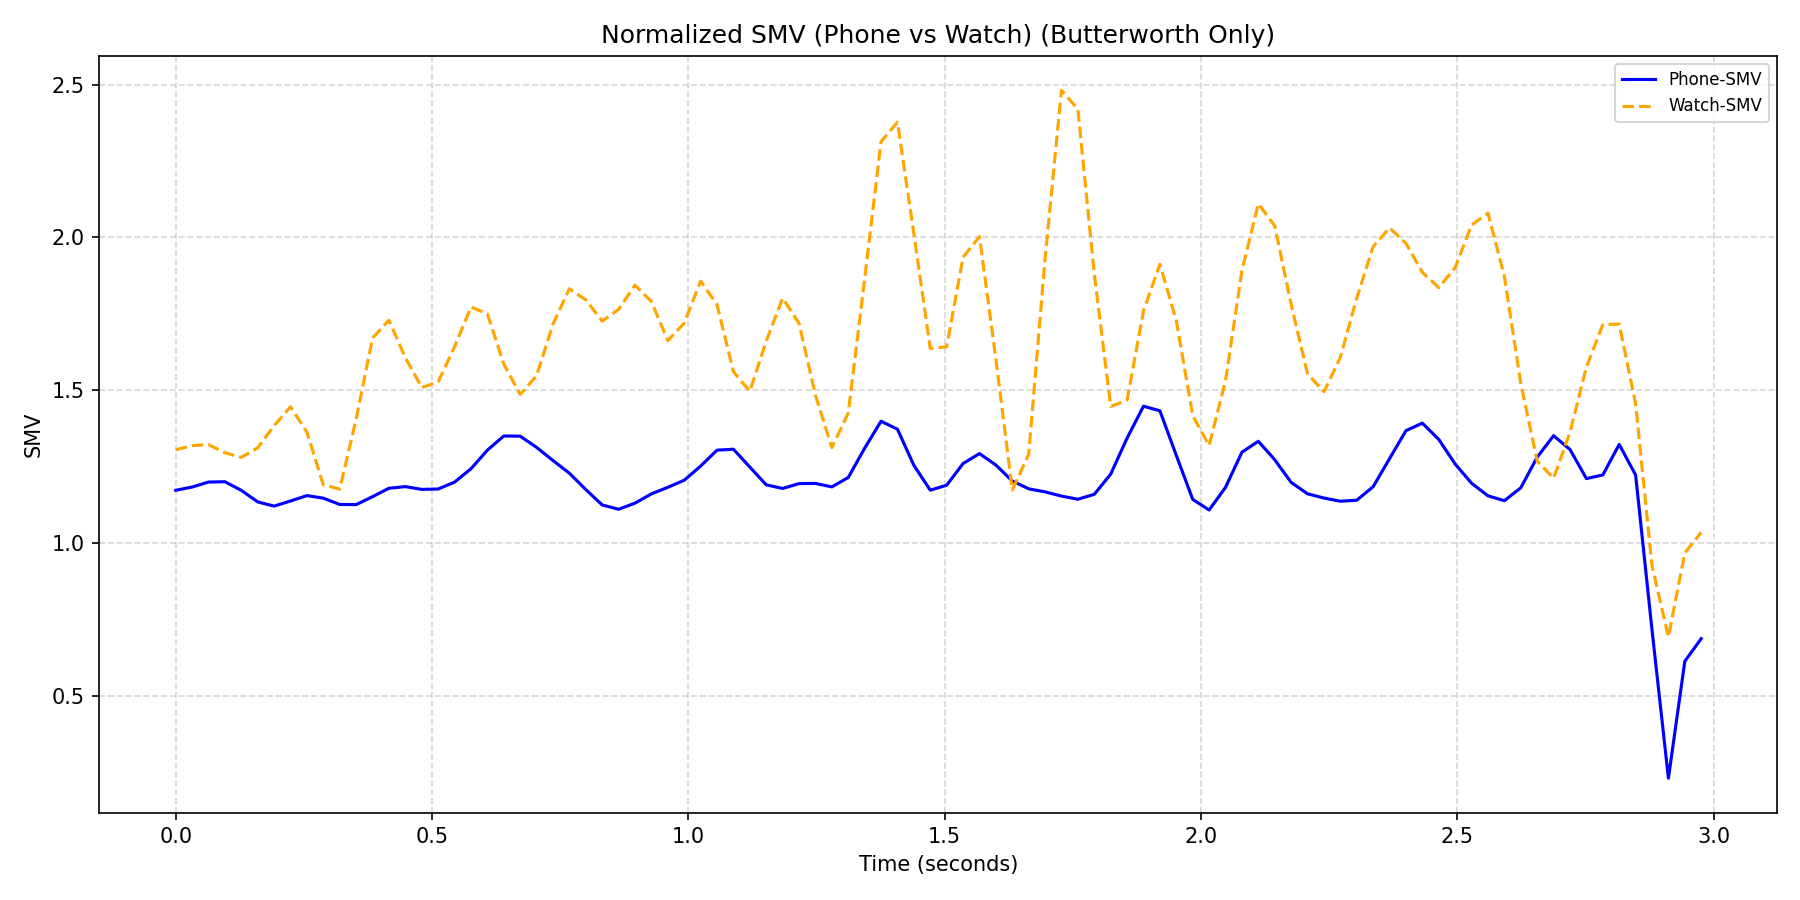 Normalized SMV (Phone vs Watch) (Butterworth Only)
Phone-SMV
Watch-SMV
SMV
2.5
2.0
1.5
1.0
0.5
0.0 0.5 1.0 1.5 2.0 2.5 3.0
Time (seconds)